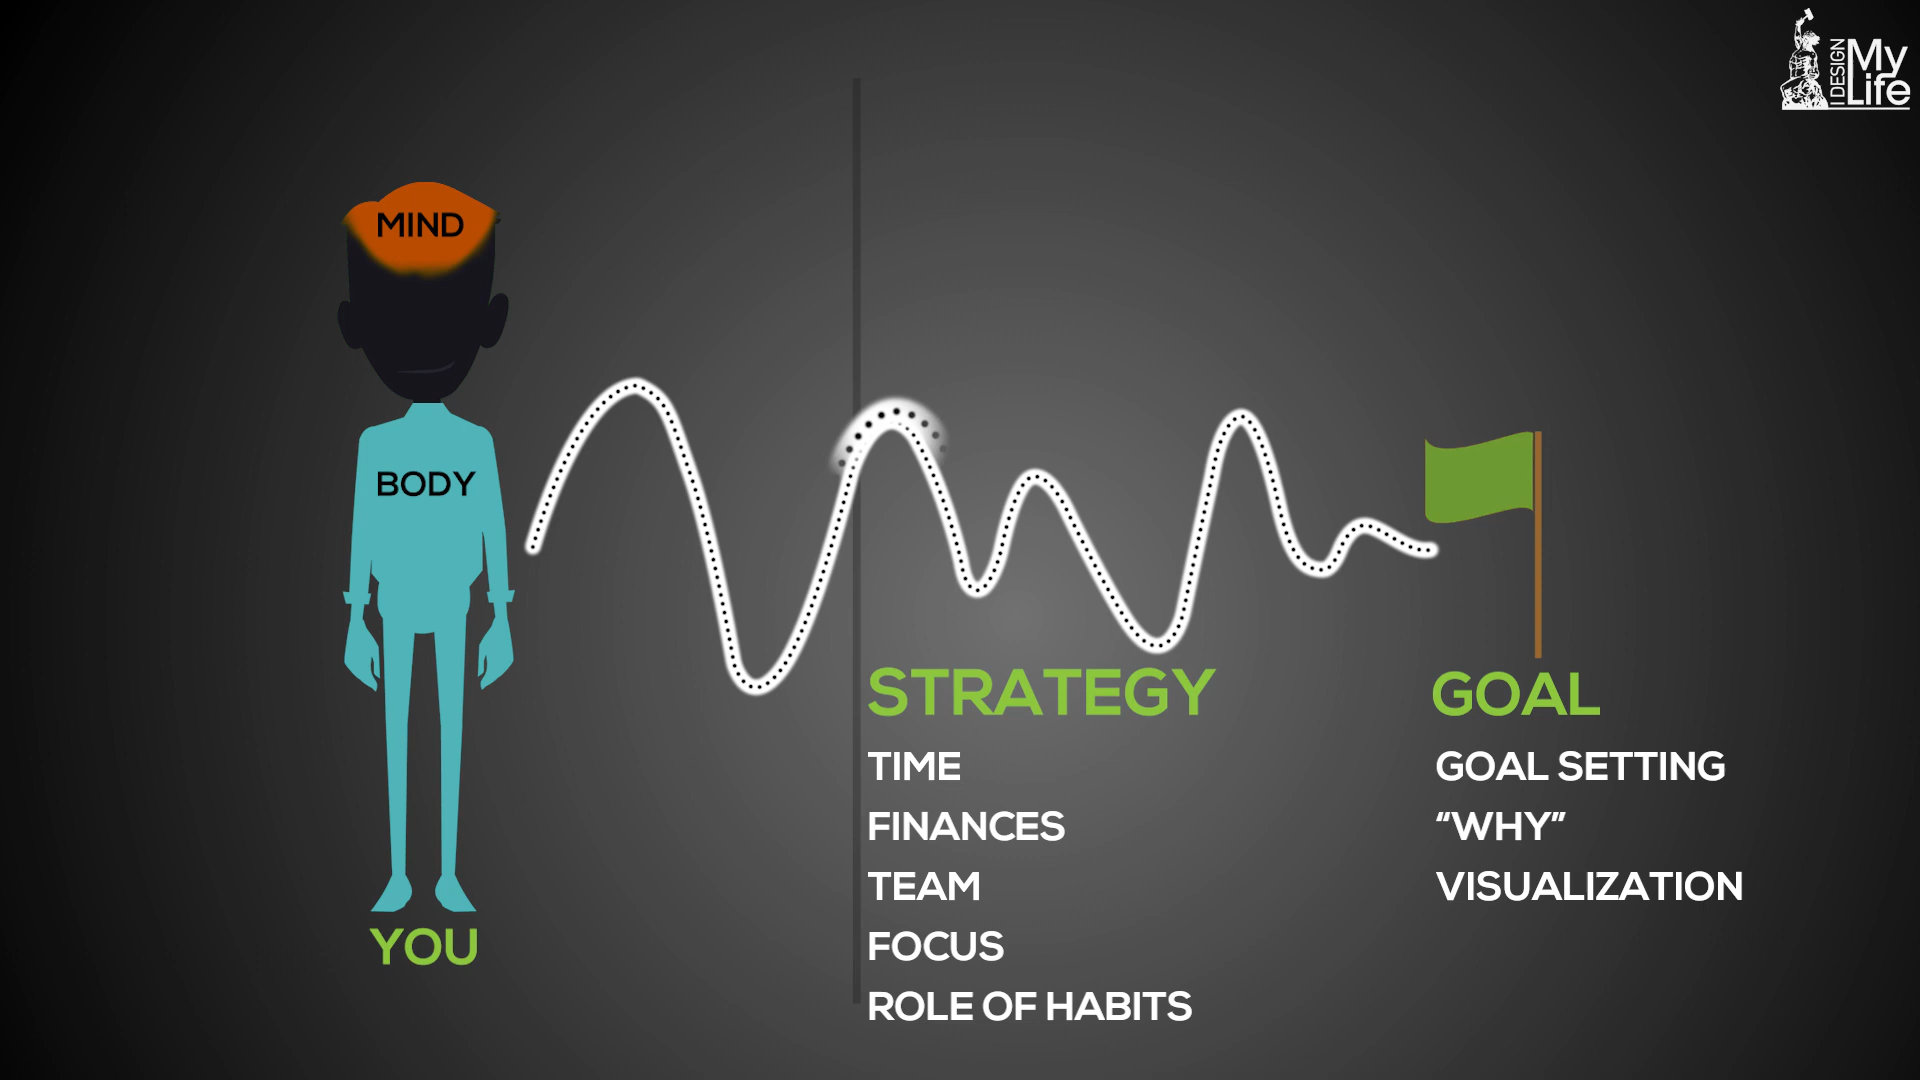 I DESIGN
My
Life
MIND
BODY
YOU
STRATEGY
TIME
FINANCES
TEAM
FOCUS
ROLE OF HABITS
GOAL
GOAL SETTING
“WHY”
VISUALIZATION